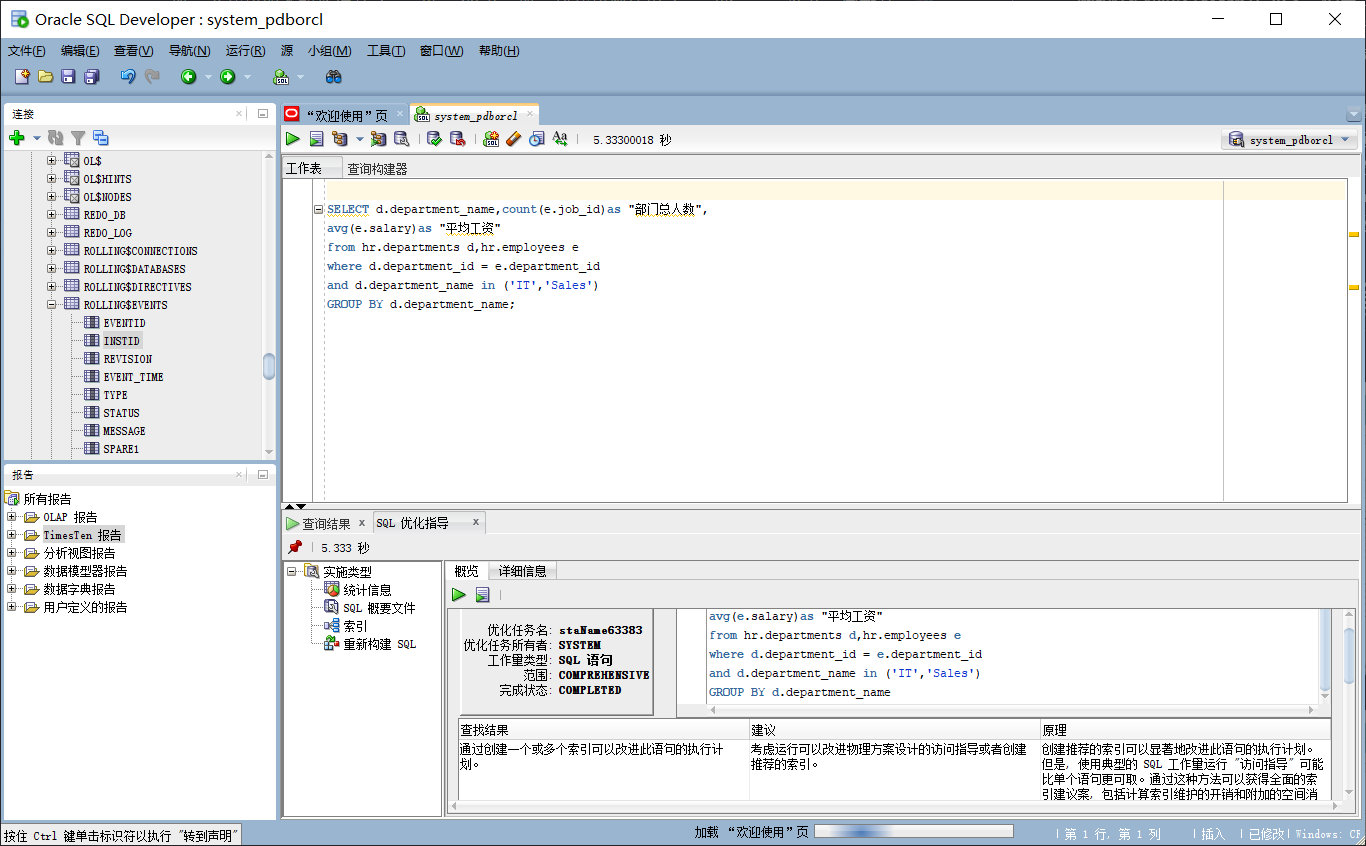 Oracle SQL Developer : system_pdborcl
文件(F) 编辑(E) 查看(V) 导航(N) 运行(R) 源 小组(M) 工具(T) 窗口(W) 帮助(H)
连接
OL$
OL$HINTS
OL$NODES
REDO_DB
REDO_LOG
ROLLING$CONNECTIONS
ROLLING$DATABASES
ROLLING$DIRECTIVES
ROLLING$EVENTS
EVENTID
INSTID
REVISION
EVENT_TIME
TYPE
STATUS
MESSAGE
SPARE1
报告
所有报告
OLAP 报告
TimesTen 报告
分析视图报告
数据模型器报告
数据字典报告
用户定义的报告
“欢迎使用”页 system_pdborcl
5.33300018 秒
system_pdborcl
工作表 查询构建器
SELECT d.department_name,count(e.job_id)as "部门总人数",
avg(e.salary)as "平均工资"
from hr.departments d,hr.employees e
where d.department_id = e.department_id
and d.department_name in ('IT','Sales')
GROUP BY d.department_name;
查询结果 x SQL 优化指导 x
5.333 秒
实施类型
统计信息
SQL 概要文件
索引
重新构建 SQL
概览 详细信息
优化任务名: staName63383
优化任务所有者: SYSTEM
工作量类型: SQL 语句
范围: COMPREHENSIVE
完成状态: COMPLETED
avg(e.salary)as "平均工资"
from hr.departments d,hr.employees e
where d.department_id = e.department_id
and d.department_name in ('IT','Sales')
GROUP BY d.department_name
查找结果 建议 原理
通过创建一个或多个索引可以改进此语句的执行计
划。
考虑运行可以改进物理方案设计的访问指导或者创建
推荐的索引。
创建推荐的索引可以显著地改进此语句的执行计划。
但是, 使用典型的 SQL 工作量运行 "访问指导" 可能
比单个语句更可取。通过这种方法可以获得全面的索
引建议案, 包括计算索引维护的开销和附加的空间消
按住 Ctrl 键单击标识符以执行 "转到声明"
加载 “欢迎使用”页
第 1 行, 第 1 列 插入 已修改 Windows: